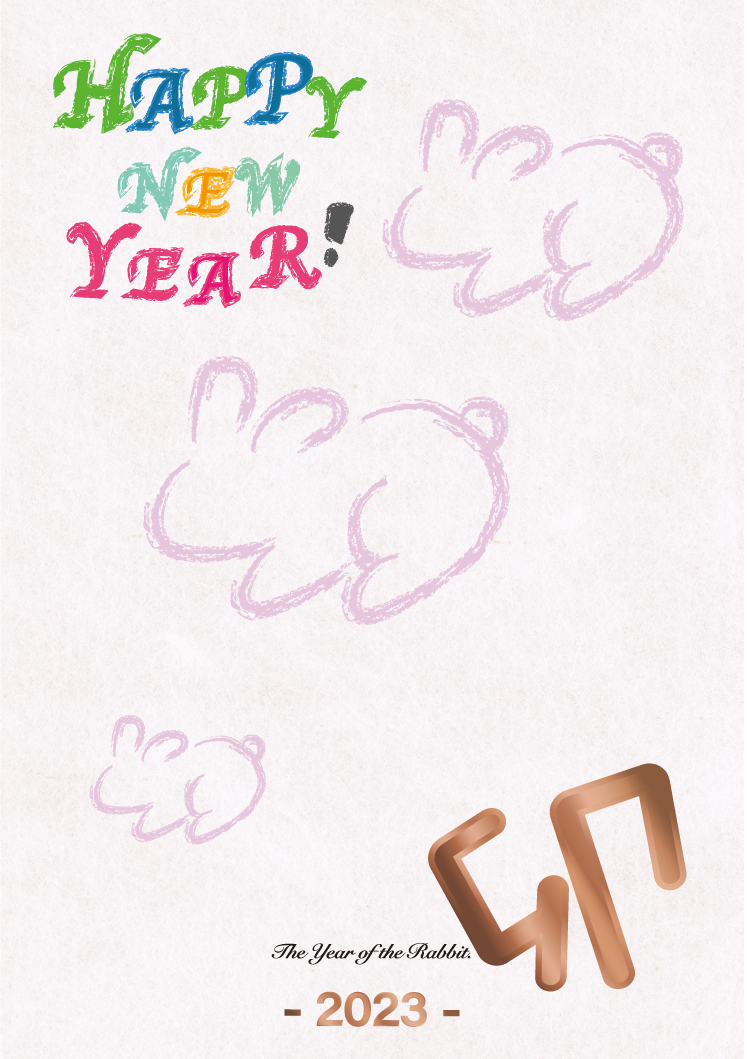 HAPPY
NEW
YEAR!
The Year of the Rabbit.
- 2023 -